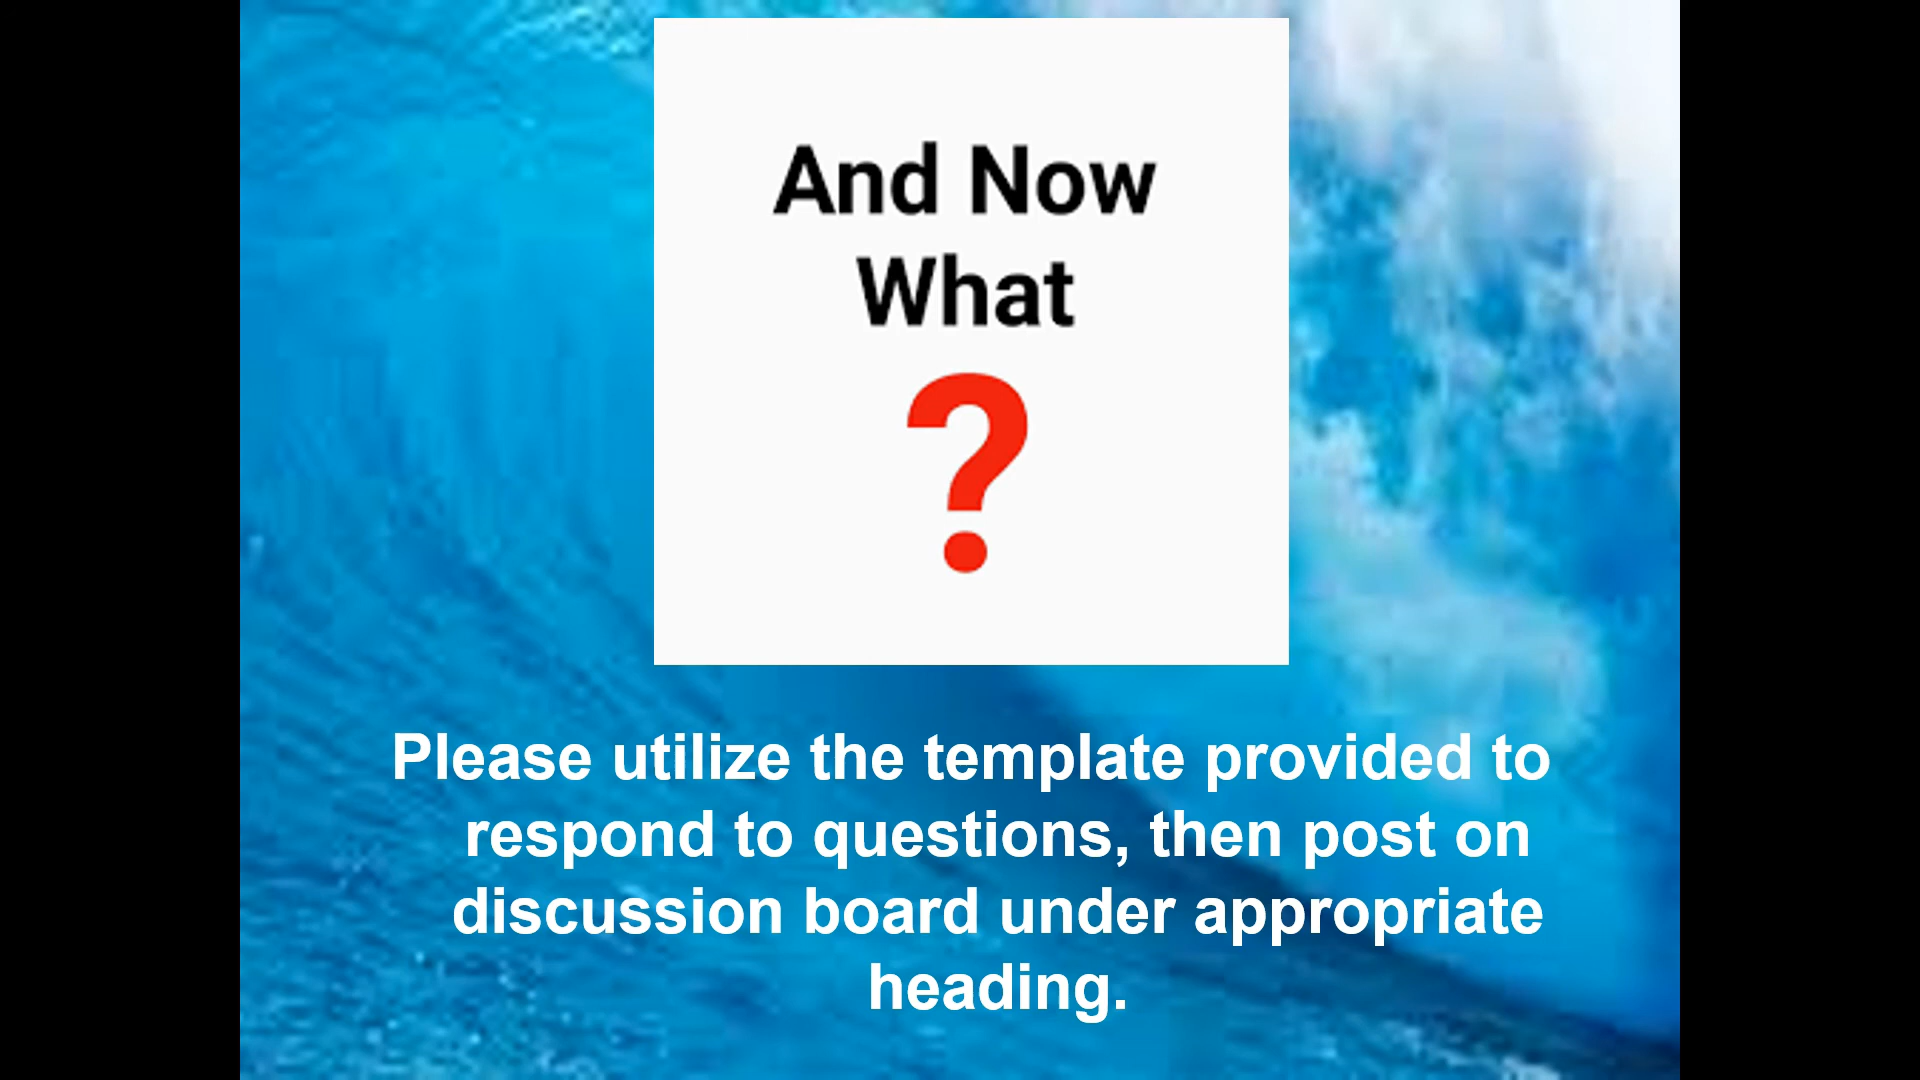 And Now
What
?
Please utilize the template provided to
respond to questions, then post on
discussion board under appropriate
heading.